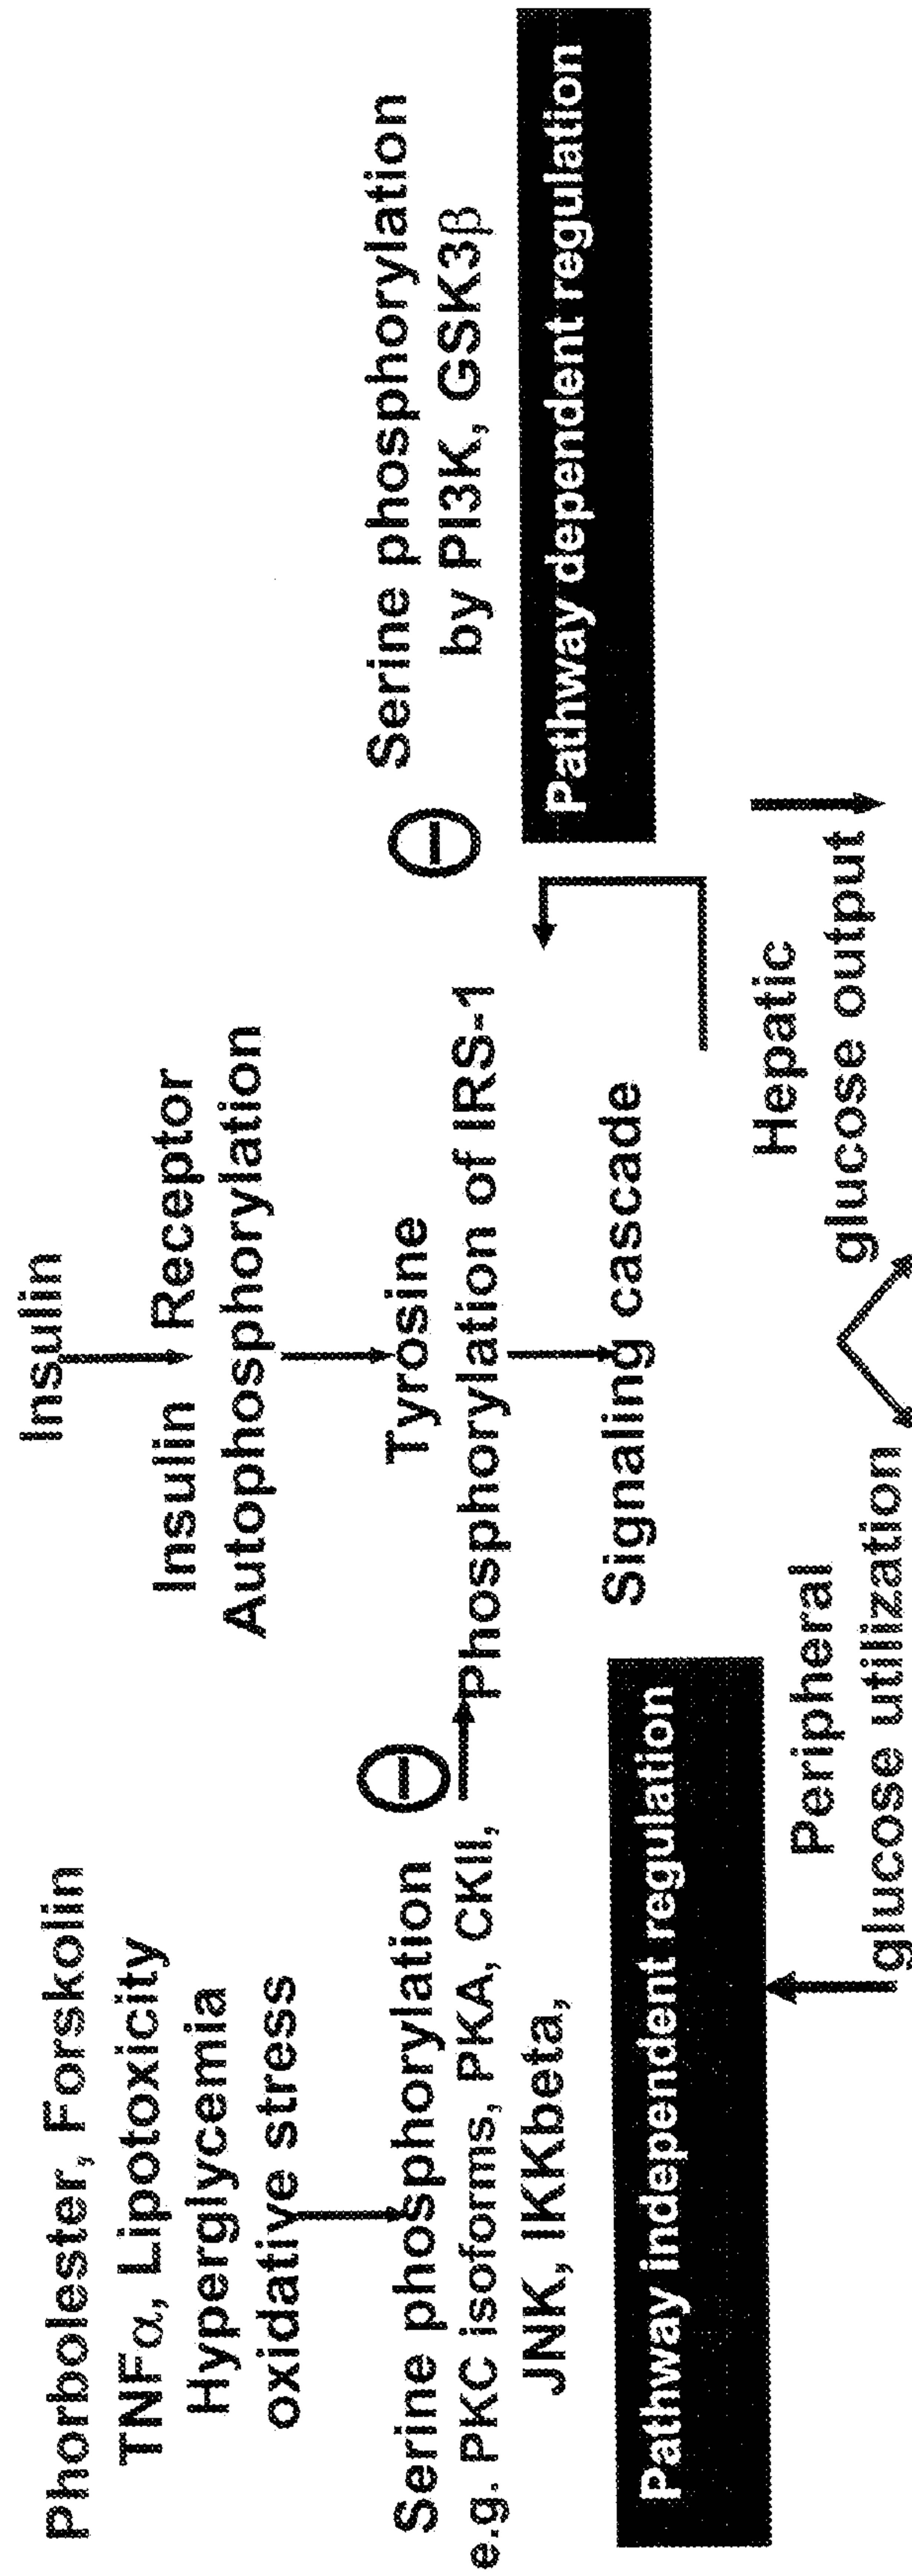 Insulin
Phorbolester, Forskolin
TNFα, Lipotoxicity
Hyperglycemia
oxidative stress
Insulin Receptor
Autophosphorylation
Serine phosphorylation
e.g. PKC isoforms, PKA, CKII,
JNK, IKKbeta,
Tyrosine
Phosphorylation of IRS-1
Serine phosphorylation
by PI3K, GSK3β
Pathway independent regulation
Signaling cascade
Pathway dependent regulation
Peripheral
glucose utilization
Hepatic
glucose output